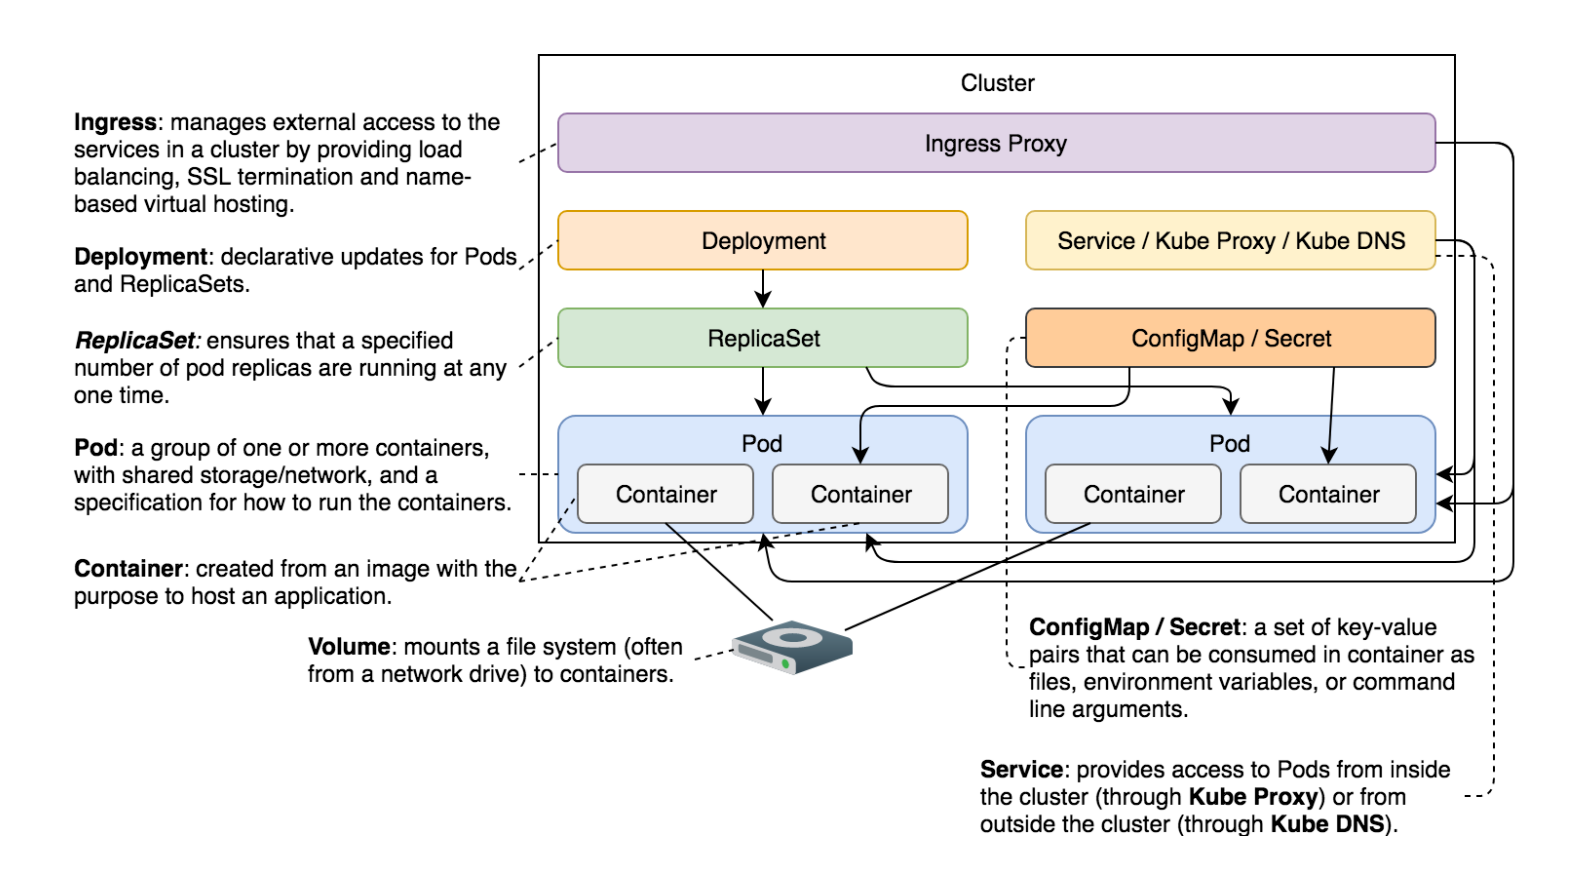 Cluster
Ingress Proxy
Ingress: manages external access to the
services in a cluster by providing load
balancing, SSL termination and name-
based virtual hosting.
Deployment
Service / Kube Proxy / Kube DNS
Deployment: declarative updates for Pods
and ReplicaSets.
ReplicaSet
ConfigMap / Secret
ReplicaSet: ensures that a specified
number of pod replicas are running at any
one time.
Pod
Pod
Pod: a group of one or more containers,
with shared storage/network, and a
specification for how to run the containers.
Container
Container
Container
Container
Container: created from an image with the
purpose to host an application.
Volume: mounts a file system (often
from a network drive) to containers.
ConfigMap / Secret: a set of key-value
pairs that can be consumed in container as
files, environment variables, or command
line arguments.
Service: provides access to Pods from inside
the cluster (through Kube Proxy) or from
outside the cluster (through Kube DNS).